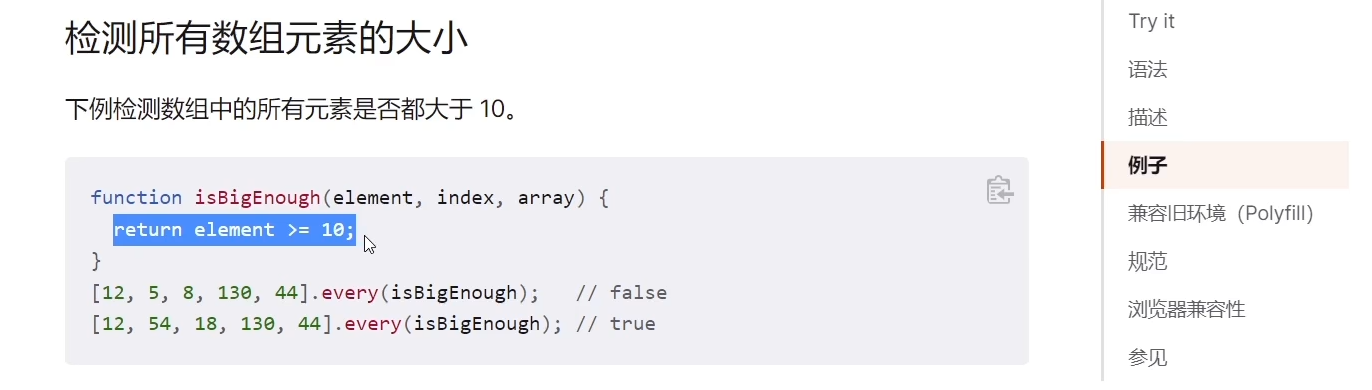 检测所有数组元素的大小
下例检测数组中的所有元素是否都大于 10。
function isBigEnough(element, index, array) {
  return element >= 10;
}
[12, 5, 8, 130, 44].every(isBigEnough);   // false
[12, 54, 18, 130, 44].every(isBigEnough); // true
Try it
语法
描述
例子
兼容旧环境（Polyfill）
规范
浏览器兼容性
参见